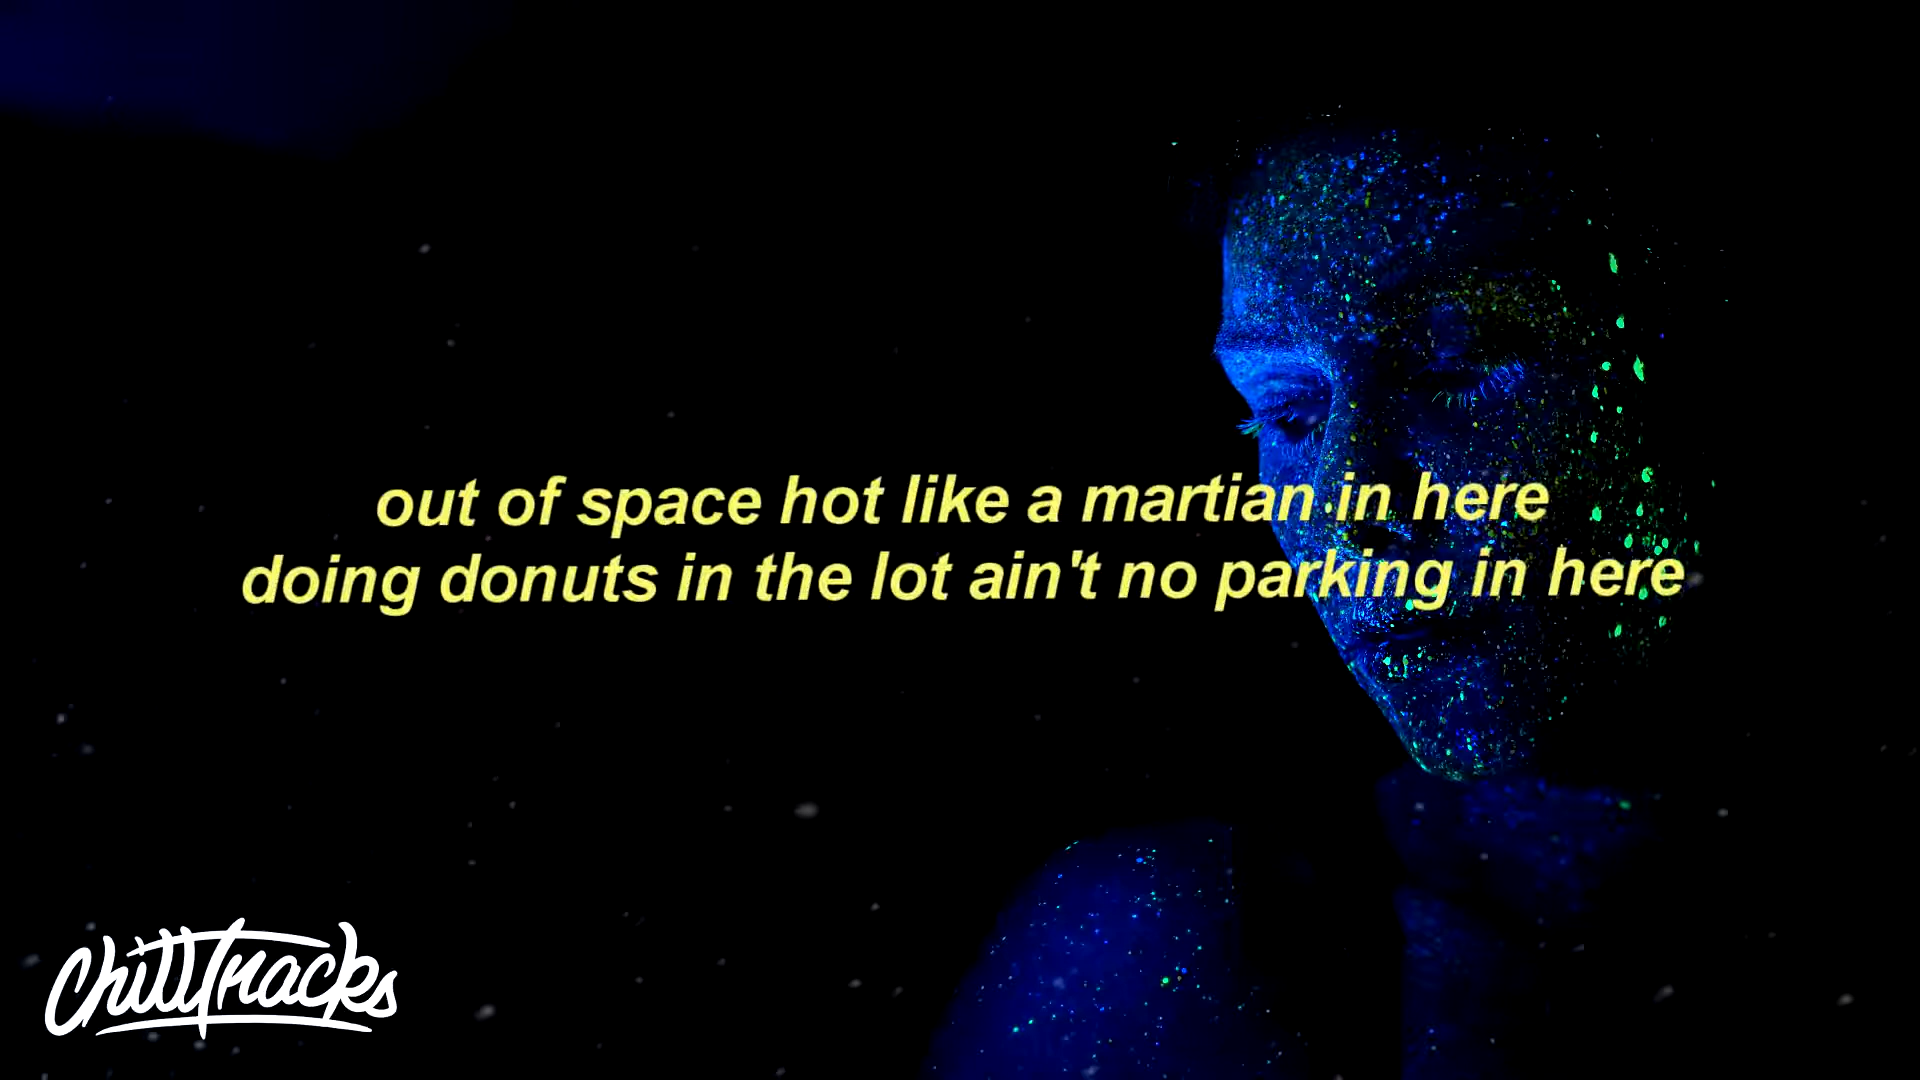 out of space hot like a martian in here
doing donuts in the lot ain't no parking in here
ChillTracks